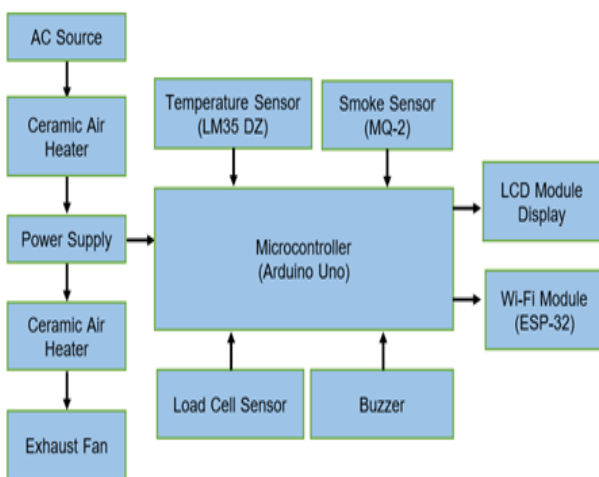 AC Source
Ceramic Air
Heater
Power Supply
Ceramic Air
Heater
Exhaust Fan
Temperature Sensor
(LM35 DZ)
Smoke Sensor
(MQ-2)
Microcontroller
(Arduino Uno)
Load Cell Sensor
Buzzer
LCD Module
Display
Wi-Fi Module
(ESP-32)